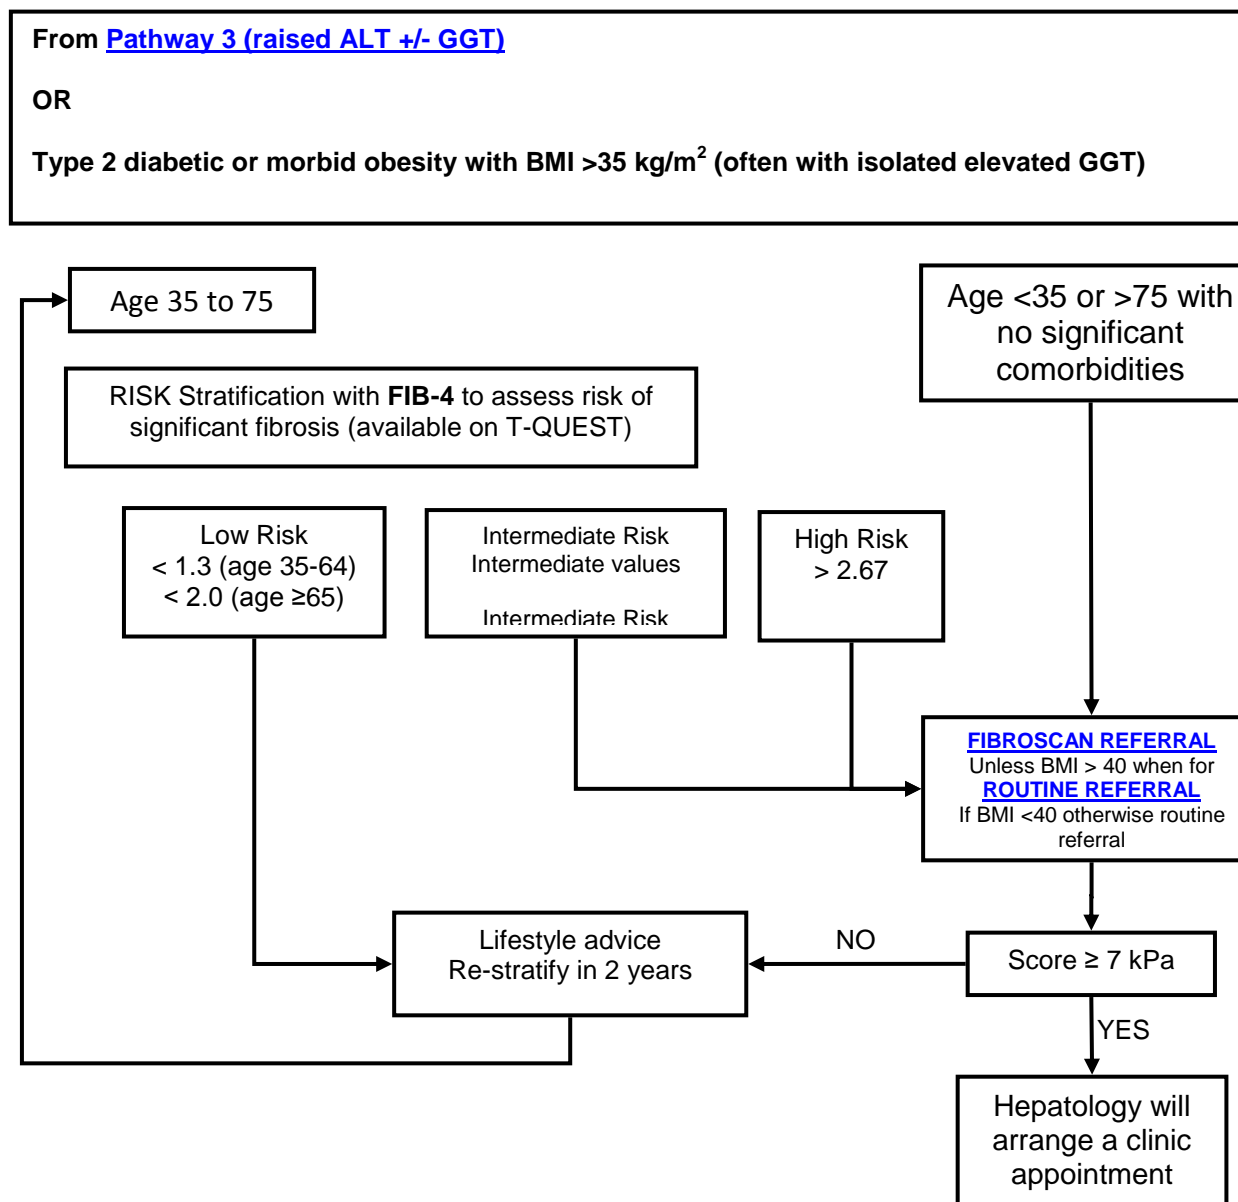 From Pathway 3 (raised ALT +/- GGT)
OR
Type 2 diabetic or morbid obesity with BMI >35 kg/m² (often with isolated elevated GGT)
Age 35 to 75
Age <35 or >75 with
no significant
comorbidities
RISK Stratification with FIB-4 to assess risk of
significant fibrosis (available on T-QUEST)
Low Risk
< 1.3 (age 35-64)
< 2.0 (age ≥65)
Intermediate Risk
Intermediate values
Intermediate Risk
High Risk
> 2.67
FIBROSCAN REFERRAL
Unless BMI > 40 when for
ROUTINE REFERRAL
If BMI <40 otherwise routine
referral
Lifestyle advice
Re-stratify in 2 years
NO
Score ≥ 7 kPa
YES
Hepatology will
arrange a clinic
appointment